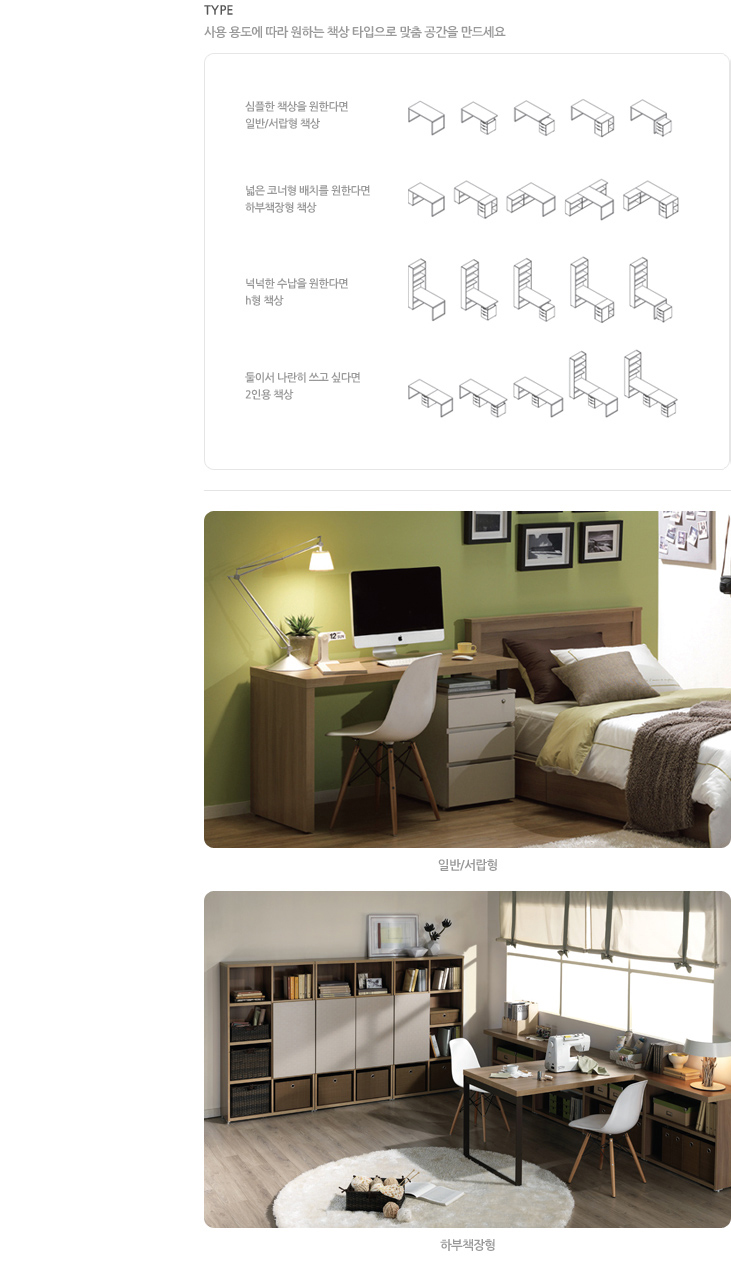 TYPE
사용 용도에 따라 원하는 책상 타입으로 맞춤 공간을 만드세요
심플한 책상을 원한다면
일반/서랍형 책상
넓은 코너형 배치를 원한다면
하부책장형 책상
넉넉한 수납을 원한다면
h형 책상
둘이서 나란히 쓰고 싶다면
2인용 책상
12
일반/서랍형
하부책장형